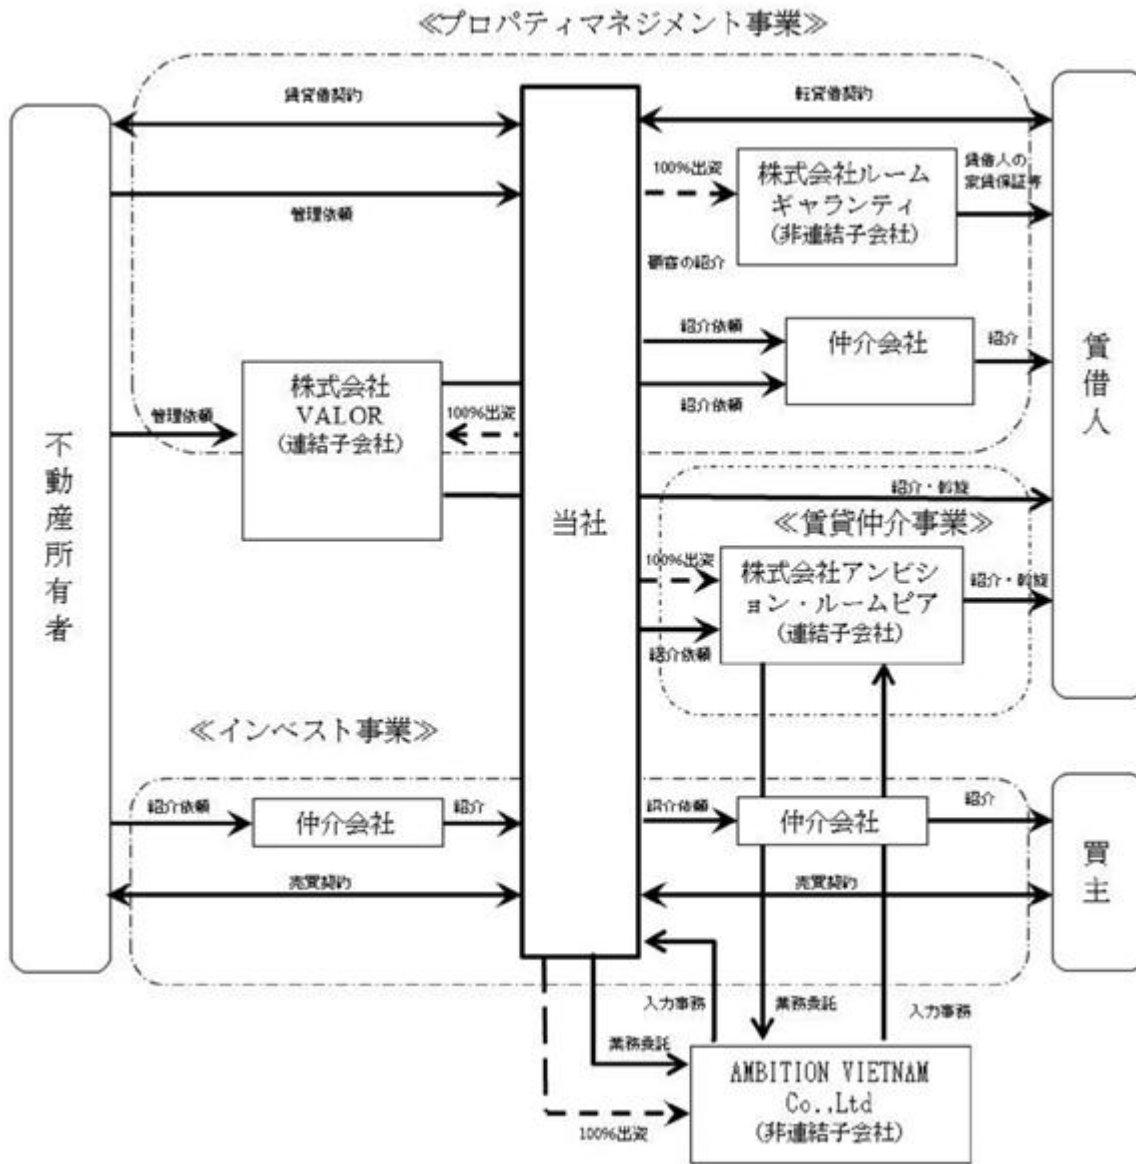 ≪プロパティマネジメント事業≫
賃貸借契約
転貸借契約
100%出資
株式会社ルーム
ギャランティ
(非連結子会社)
賃借人の
家賃保証等
管理依頼
顧客の紹介
紹介依頼
仲介会社
紹介
紹介依頼
株式会社
VALOR
(連結子会社)
管理依頼
100%出資
不動産所有者
当社
賃借人
紹介・斡旋
≪賃貸仲介事業≫
100%出資
株式会社アンビシ
ョン・ルームピア
(連結子会社)
紹介・斡旋
紹介依頼
≪インベスト事業≫
紹介依頼
仲介会社
紹介
紹介依頼
仲介会社
紹介
売買契約
売買契約
買主
入力事務
業務委託
入力事務
業務委託
100%出資
AMBITION VIETNAM
Co.,Ltd
(非連結子会社)